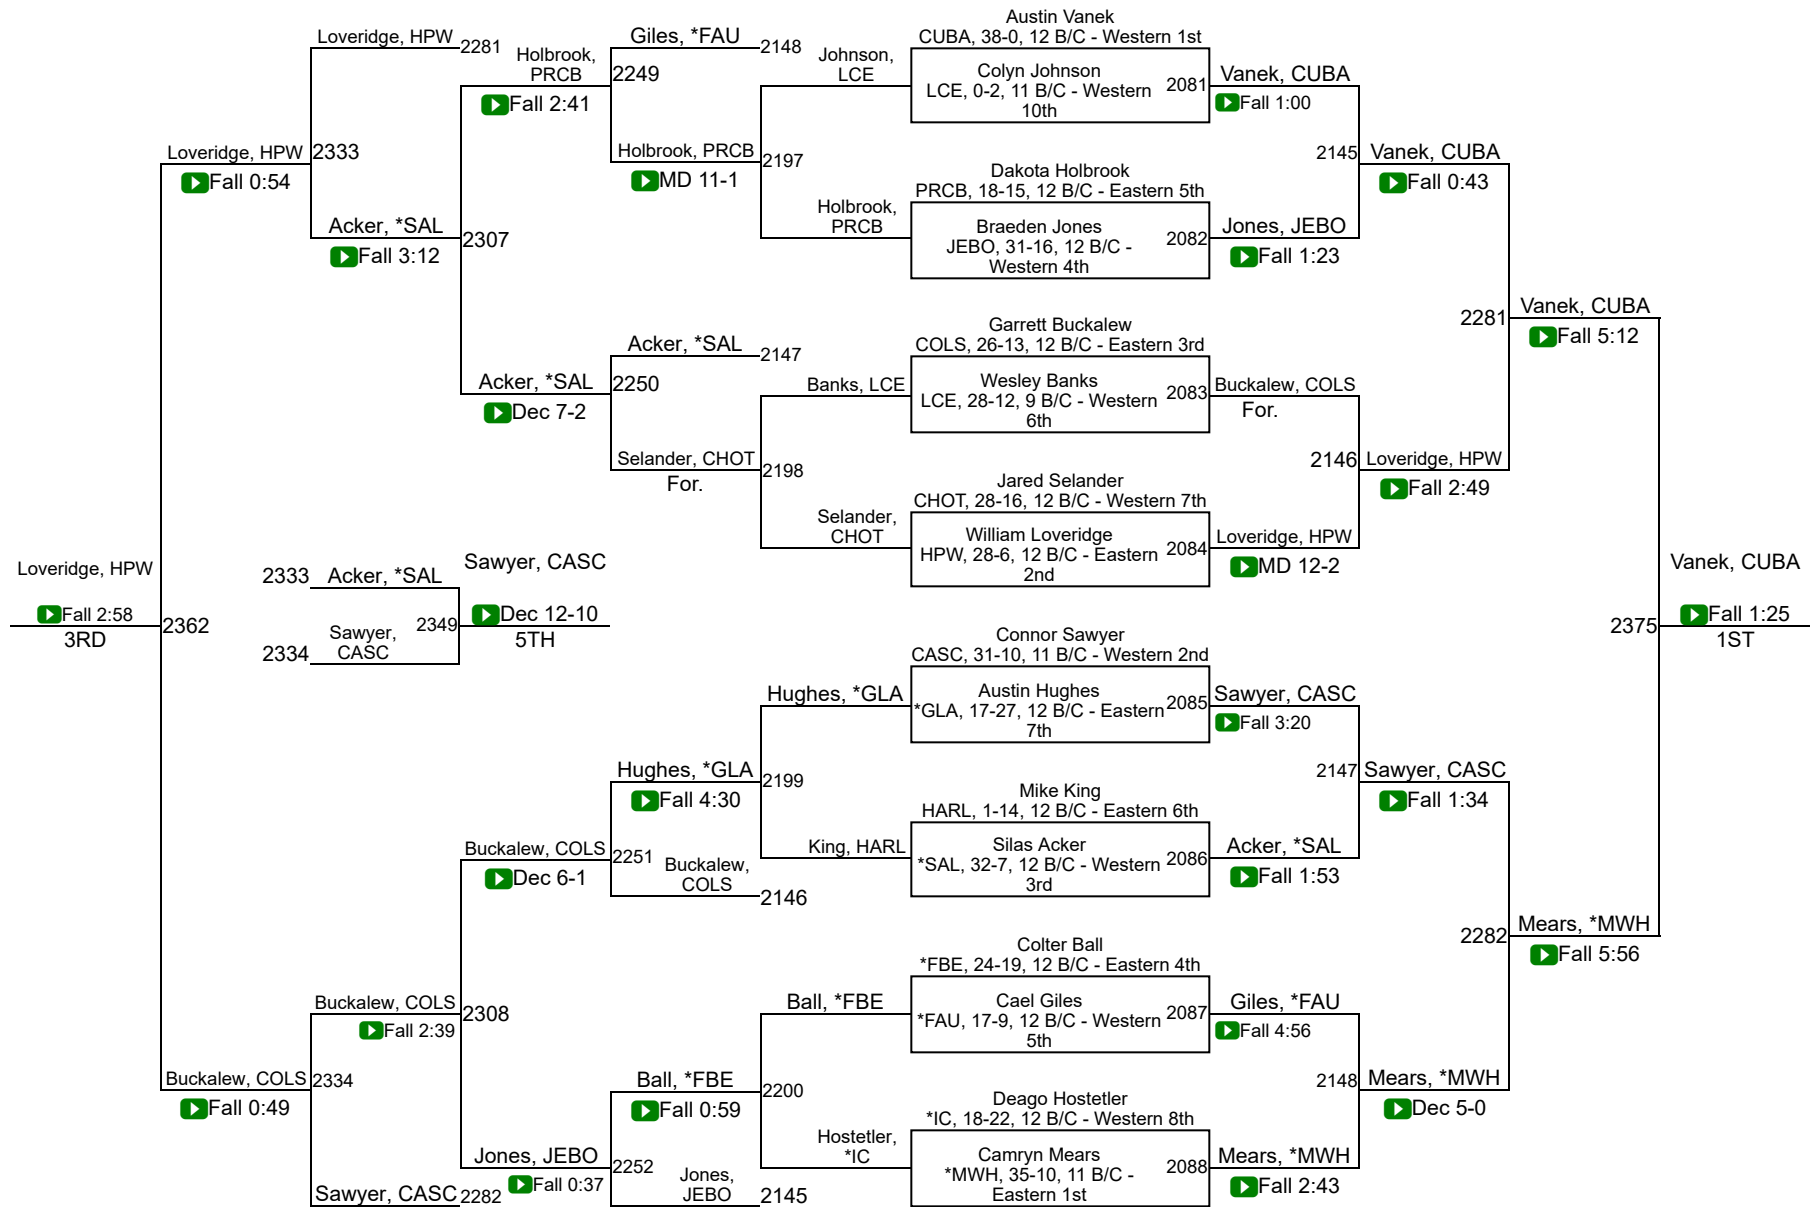 Austin Vanek
CUBA, 38-0, 12 B/C - Western 1st
Loveridge, HPW
2281
Giles, *FAU
2148
Holbrook,
PRCB
2249
Johnson,
LCE
Colyn Johnson
LCE, 0-2, 11 B/C - Western
10th
2081
Vanek, CUBA
Fall 1:00
Fall 2:41
Loveridge, HPW
2333
Fall 0:54
Holbrook, PRCB
2197
MD 11-1
2145
Vanek, CUBA
Fall 0:43
Dakota Holbrook
PRCB, 18-15, 12 B/C - Eastern 5th
Acker, *SAL
2307
Fall 3:12
Holbrook,
PRCB
Braeden Jones
JEBO, 31-16, 12 B/C -
Western 4th
2082
Jones, JEBO
Fall 1:23
2281
Vanek, CUBA
Fall 5:12
Garrett Buckalew
COLS, 26-13, 12 B/C - Eastern 3rd
Acker, *SAL
2147
Acker, *SAL
2250
Dec 7-2
Banks, LCE
Wesley Banks
LCE, 28-12, 9 B/C - Western
6th
2083
Buckalew, COLS
For.
Selander, CHOT
2198
For.
2146
Loveridge, HPW
Fall 2:49
Jared Selander
CHOT, 28-16, 12 B/C - Western 7th
Selander,
CHOT
William Loveridge
HPW, 28-6, 12 B/C - Eastern
2nd
2084
Loveridge, HPW
MD 12-2
Loveridge, HPW
Fall 2:58
3RD
2362
2333
Acker, *SAL
Sawyer, CASC
2349
Dec 12-10
5TH
2334
Sawyer,
CASC
Vanek, CUBA
2375
Fall 1:25
1ST
Connor Sawyer
CASC, 31-10, 11 B/C - Western 2nd
Hughes, *GLA
Austin Hughes
*GLA, 17-27, 12 B/C - Eastern
7th
2085
Sawyer, CASC
Fall 3:20
Hughes, *GLA
2199
Fall 4:30
2147
Sawyer, CASC
Fall 1:34
Mike King
HARL, 1-14, 12 B/C - Eastern 6th
King, HARL
Silas Acker
*SAL, 32-7, 12 B/C - Western
3rd
2086
Acker, *SAL
Fall 1:53
Buckalew, COLS
2251
Dec 6-1
Buckalew,
COLS
2146
2282
Mears, *MWH
Fall 5:56
Colter Ball
*FBE, 24-19, 12 B/C - Eastern 4th
Buckalew, COLS
2308
Fall 2:39
Ball, *FBE
Cael Giles
*FAU, 17-9, 12 B/C - Western
5th
2087
Giles, *FAU
Fall 4:56
Buckalew, COLS
2334
Fall 0:49
Ball, *FBE
2200
Fall 0:59
2148
Mears, *MWH
Dec 5-0
Deago Hostetler
*IC, 18-22, 12 B/C - Western 8th
Hostetler,
*IC
Camryn Mears
*MWH, 35-10, 11 B/C -
Eastern 1st
2088
Mears, *MWH
Fall 2:43
Jones, JEBO
2252
Fall 0:37
Jones,
JEBO
2145
Sawyer, CASC
2282